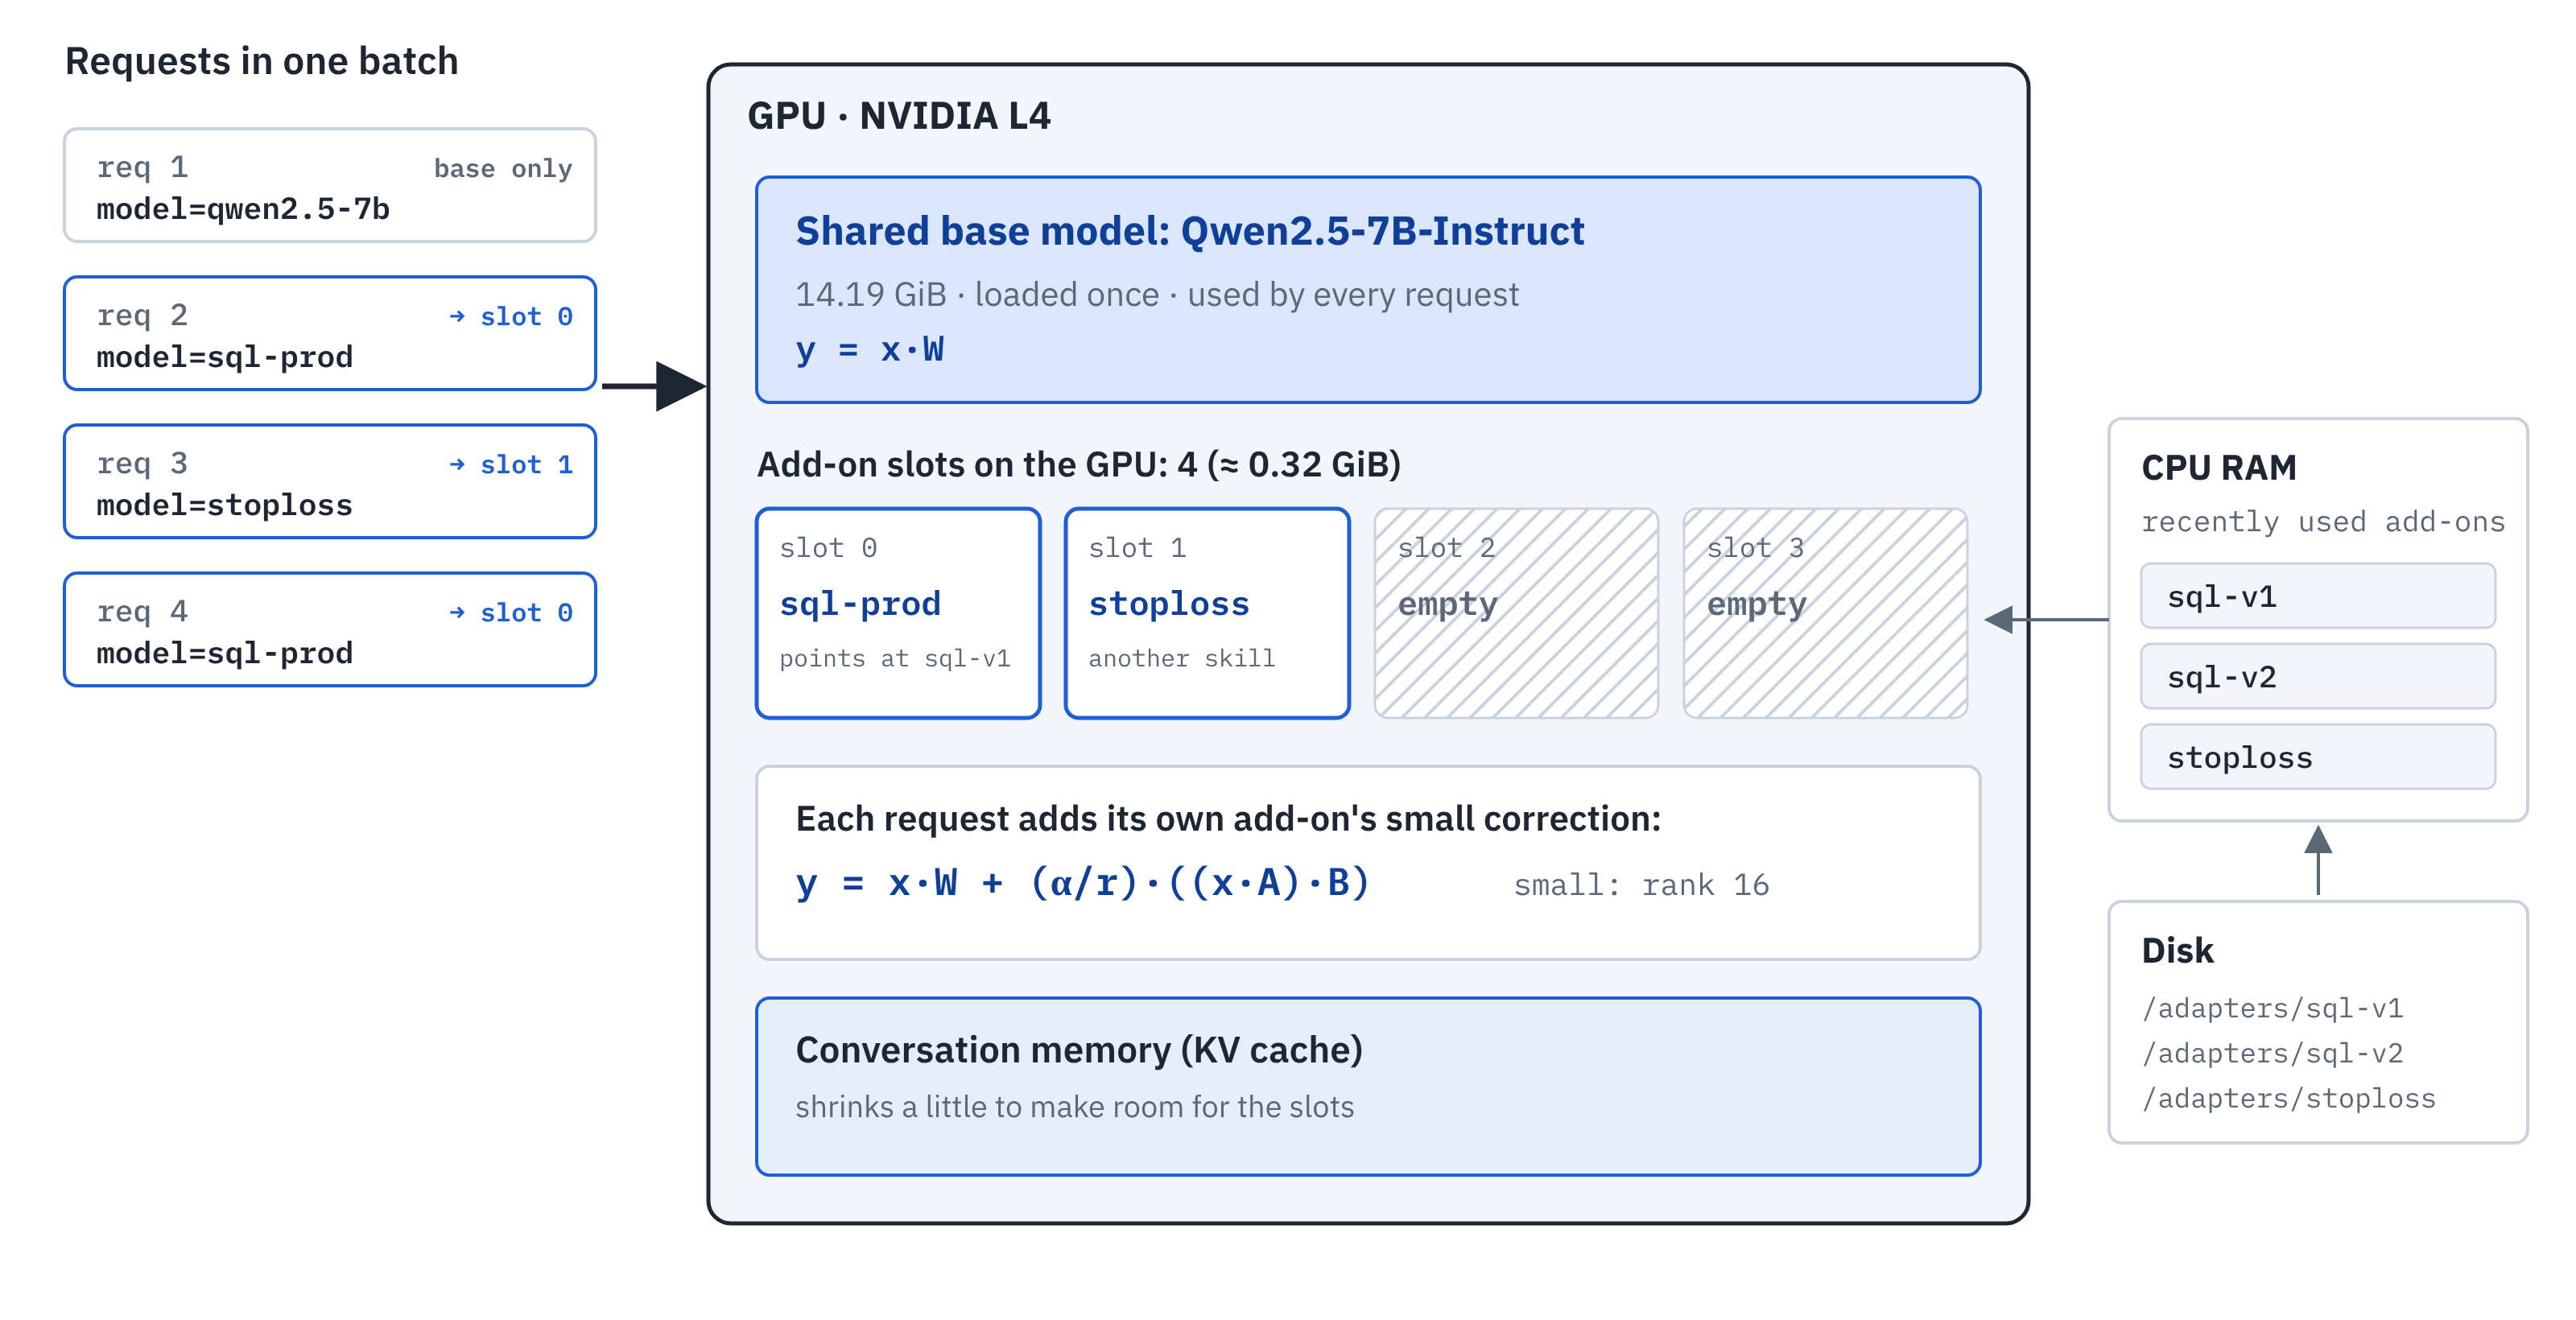 Requests in one batch
req 1 base only
model=qwen2.5-7b
req 2 → slot 0
model=sql-prod
req 3 → slot 1
model=stoploss
req 4 → slot 0
model=sql-prod
GPU · NVIDIA L4
Shared base model: Qwen2.5-7B-Instruct
14.19 GiB · loaded once · used by every request
y = x·W
Add-on slots on the GPU: 4 (≈ 0.32 GiB)
slot 0
sql-prod
points at sql-v1
slot 1
stoploss
another skill
slot 2
empty
slot 3
empty
Each request adds its own add-on's small correction:
y = x·W + (α/r)·((x·A)·B) small: rank 16
Conversation memory (KV cache)
shrinks a little to make room for the slots
CPU RAM
recently used add-ons
sql-v1
sql-v2
stoploss
Disk
/adapters/sql-v1
/adapters/sql-v2
/adapters/stoploss